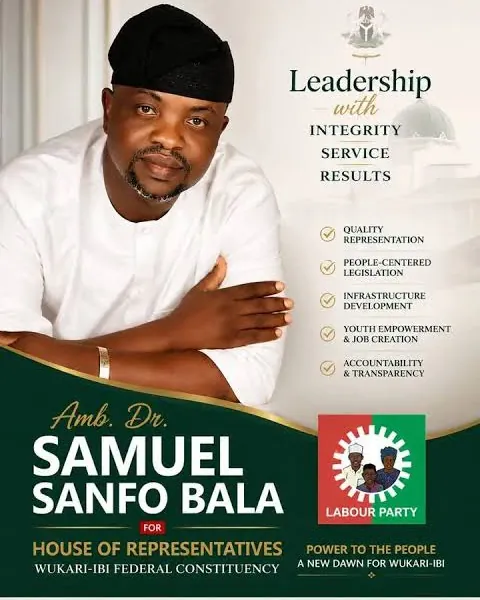 Leadership
with
INTEGRITY
SERVICE
RESULTS
QUALITY
REPRESENTATION
PEOPLE-CENTERED
LEGISLATION
INFRASTRUCTURE
DEVELOPMENT
YOUTH EMPOWERMENT
& JOB CREATION
ACCOUNTABILITY
& TRANSPARENCY
Amb. Dr.
SAMUEL
SANFO BALA
FOR
HOUSE OF REPRESENTATIVES
WUKARI-IBI FEDERAL CONSTITUENCY
LABOUR PARTY
POWER TO THE PEOPLE
A NEW DAWN FOR WUKARI-IBI